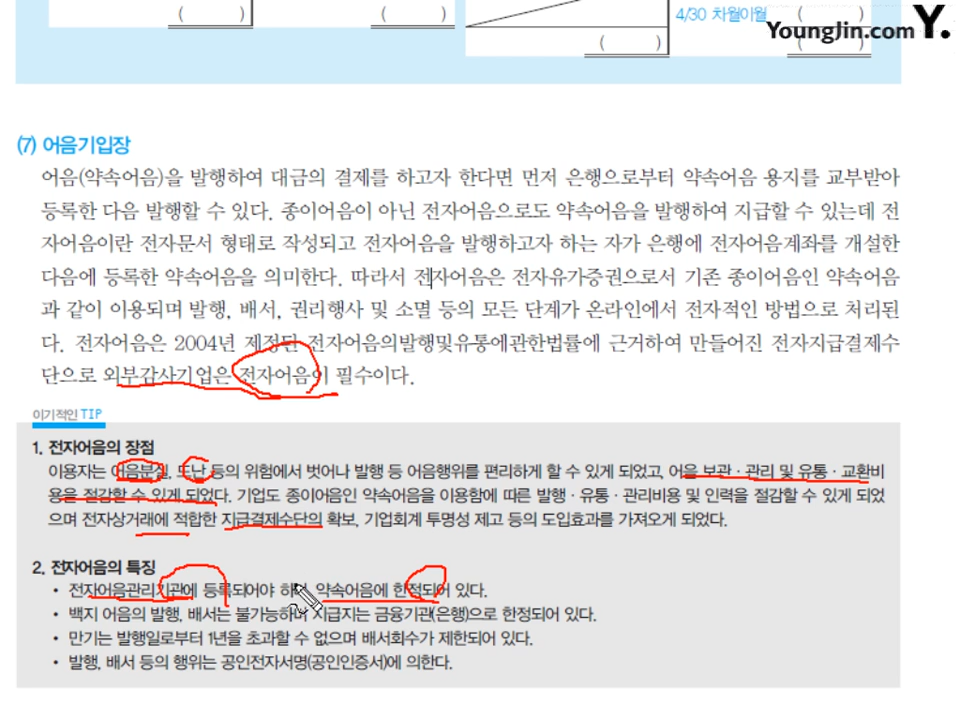 ( ) ( ) 4/30 차월이월 ( )
YoungJin.com Y.
( ) ( )
(7) 어음기입장
어음(약속어음)을 발행하여 대금의 결제를 하고자 한다면 먼저 은행으로부터 약속어음 용지를 교부받아
등록한 다음 발행할 수 있다. 종이어음이 아닌 전자어음으로도 약속어음을 발행하여 지급할 수 있는데 전
자어음이란 전자문서 형태로 작성되고 전자어음을 발행하고자 하는 자가 은행에 전자어음계좌를 개설한
다음에 등록한 약속어음을 의미한다. 따라서 전자어음은 전자유가증권으로서 기존 종이어음인 약속어음
과 같이 이용되며 발행, 배서, 권리행사 및 소멸 등의 모든 단계가 온라인에서 전자적인 방법으로 처리된
다. 전자어음은 2004년 제정된 전자어음의발행및유통에관한법률에 근거하여 만들어진 전자지급결제수
단으로 외부감사기업은 전자어음이 필수이다.
이기적인 TIP
1. 전자어음의 장점
이용자는 어음분실, 도난 등의 위험에서 벗어나 발행 등 어음행위를 편리하게 할 수 있게 되었고, 어음 보관·관리 및 유통·교환비
용을 절감할 수 있게 되었다. 기업도 종이어음인 약속어음을 이용함에 따른 발행·유통·관리비용 및 인력을 절감할 수 있게 되었
으며 전자상거래에 적합한 지급결제수단의 확보, 기업회계 투명성 제고 등의 도입효과를 가져오게 되었다.
2. 전자어음의 특징
• 전자어음관리기관에 등록되어야 하며, 약속어음에 한정되어 있다.
• 백지 어음의 발행, 배서는 불가능하며 지급지는 금융기관(은행)으로 한정되어 있다.
• 만기는 발행일로부터 1년을 초과할 수 없으며 배서회수가 제한되어 있다.
• 발행, 배서 등의 행위는 공인전자서명(공인인증서)에 의한다.